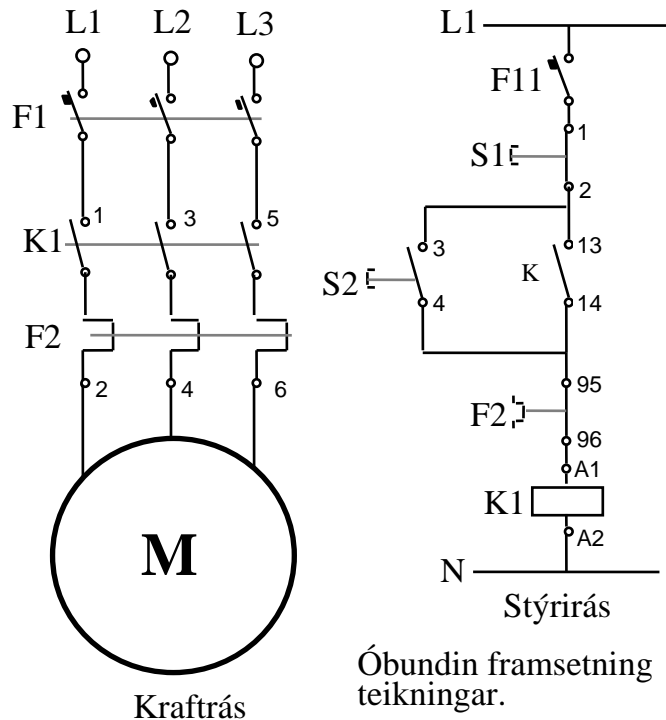 L1 L2 L3
F1
1 3 5
K1
F2
2 4 6
M
Kraftrás
L1
F11
1
S1
2
3 13
S2 K
4 14
95
F2
96
A1
K1
A2
N
Stýrirás
Óbundin framsetning
teikningar.